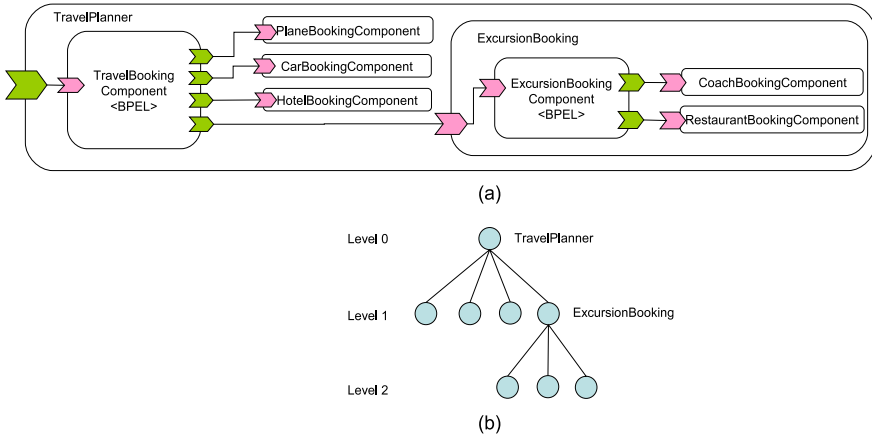 TravelPlanner
PlaneBookingComponent
ExcursionBooking
TravelBooking
Component
<BPEL>
CarBookingComponent
HotelBookingComponent
ExcursionBooking
Component
<BPEL>
CoachBookingComponent
RestaurantBookingComponent
(a)
Level 0
TravelPlanner
Level 1
ExcursionBooking
Level 2
(b)